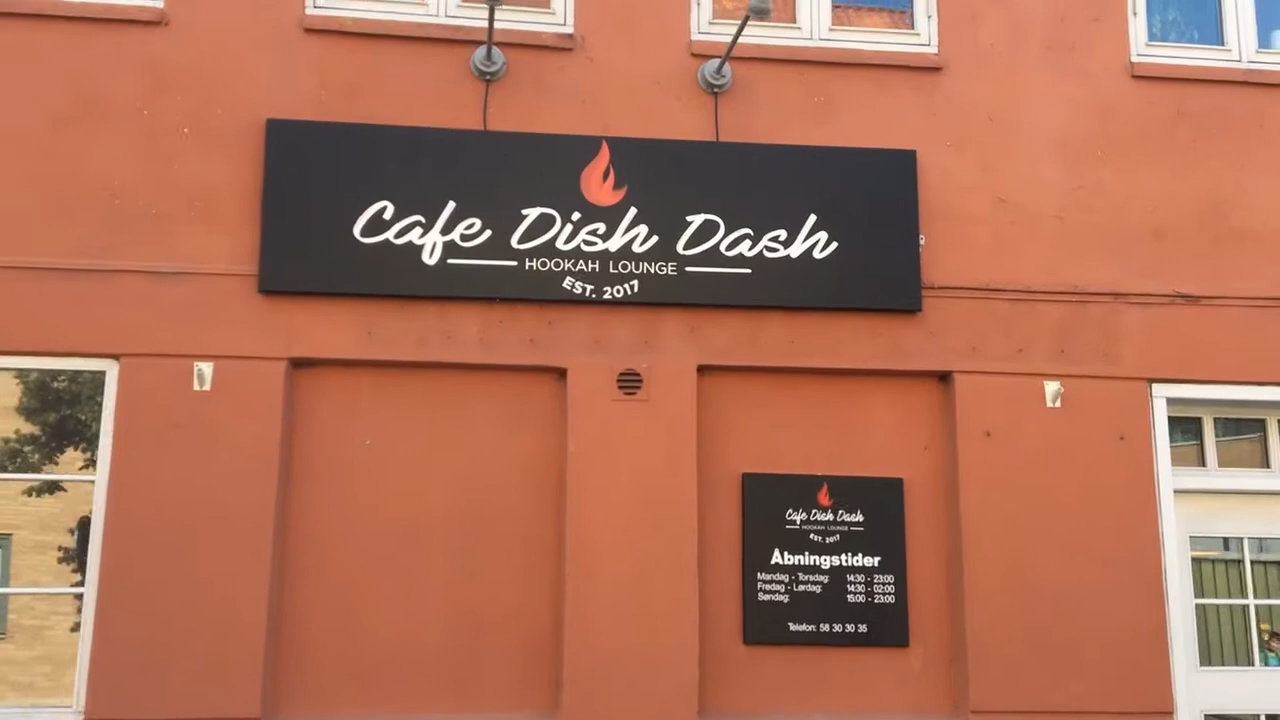 Cafe Dish Dash
HOOKAH LOUNGE
EST. 2017
Cafe Dish Dash
HOOKAH LOUNGE
EST. 2017
Åbningstider
Mandag - Torsdag: 14:30 - 23:00
Fredag - Lørdag: 14:30 - 02:00
Søndag: 15:00 - 23:00
Telefon: 58 30 30 35